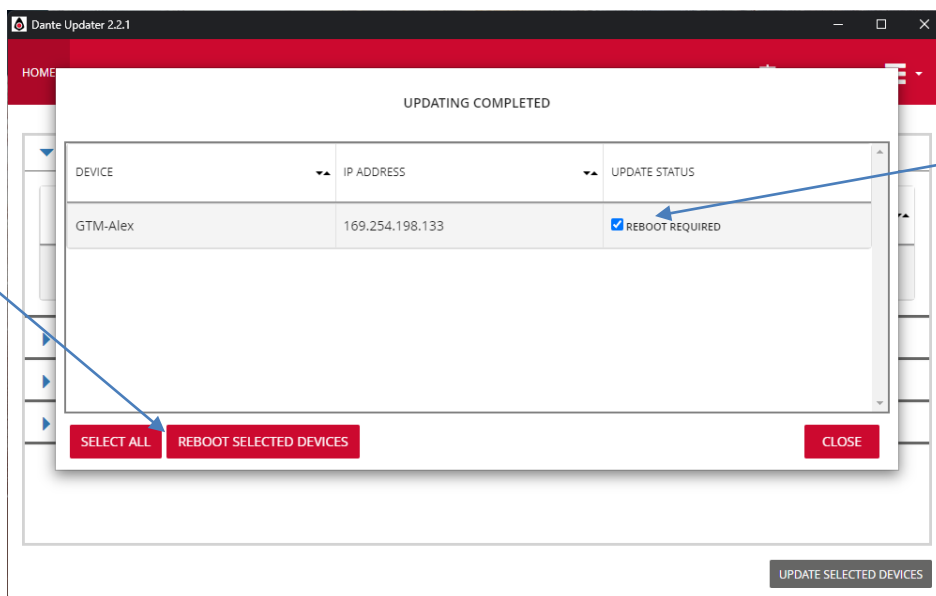 Dante Updater 2.2.1
HOME
UPDATING COMPLETED
DEVICE IP ADDRESS UPDATE STATUS
GTM-Alex 169.254.198.133 REBOOT REQUIRED
SELECT ALL REBOOT SELECTED DEVICES CLOSE
UPDATE SELECTED DEVICES